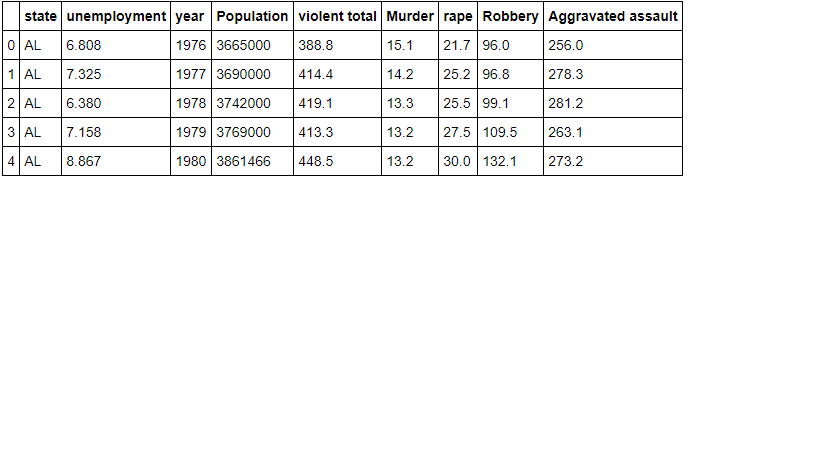 state unemployment year Population violent total Murder rape Robbery Aggravated assault
0 AL 6.808 1976 3665000 388.8 15.1 21.7 96.0 256.0
1 AL 7.325 1977 3690000 414.4 14.2 25.2 96.8 278.3
2 AL 6.380 1978 3742000 419.1 13.3 25.5 99.1 281.2
3 AL 7.158 1979 3769000 413.3 13.2 27.5 109.5 263.1
4 AL 8.867 1980 3861466 448.5 13.2 30.0 132.1 273.2